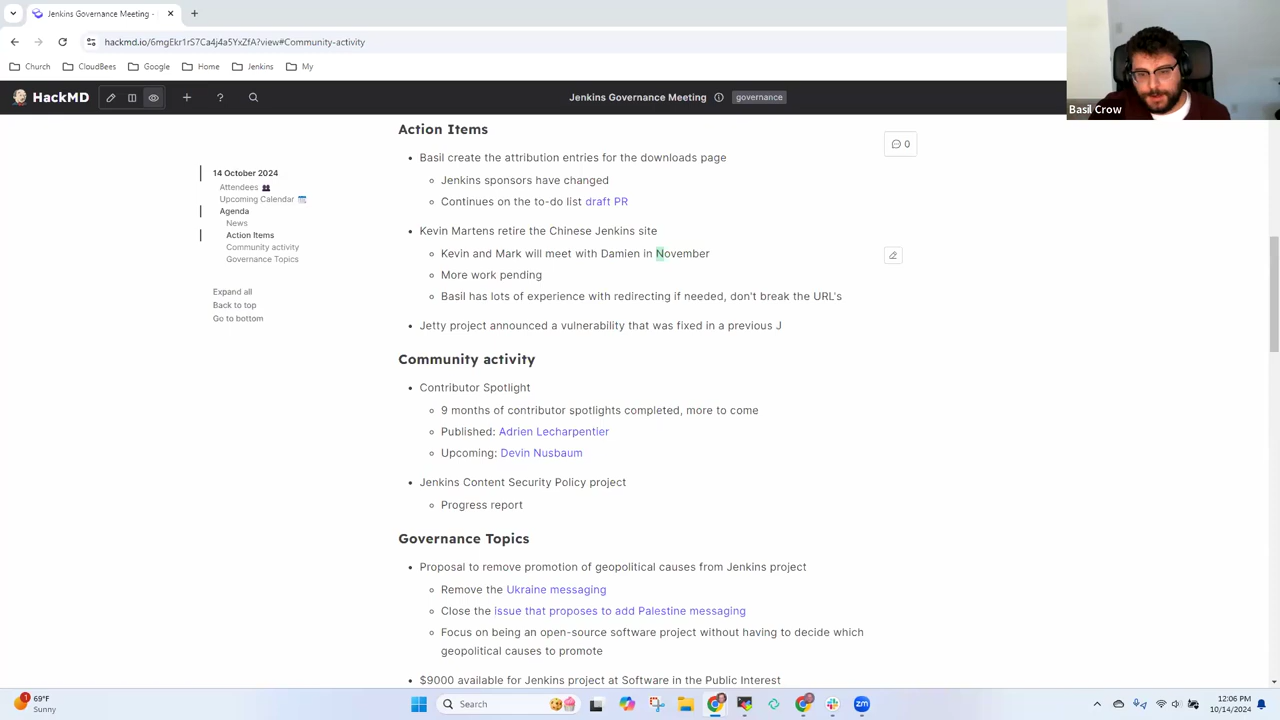 Jenkins Governance Meeting -
hackmd.io/6mgEkr1rS7Ca4j4a5YxZfA?view#Community-activity
Church
CloudBees
Google
Home
Jenkins
My
HackMD
Jenkins Governance Meeting
governance
Basil Crow
14 October 2024
Attendees
Upcoming Calendar
Agenda
News
Action Items
Community activity
Governance Topics
Expand all
Back to top
Go to bottom
Action Items
0
Basil create the attribution entries for the downloads page
Jenkins sponsors have changed
Continues on the to-do list draft PR
Kevin Martens retire the Chinese Jenkins site
Kevin and Mark will meet with Damien in November
More work pending
Basil has lots of experience with redirecting if needed, don't break the URL's
Jetty project announced a vulnerability that was fixed in a previous J
Community activity
Contributor Spotlight
9 months of contributor spotlights completed, more to come
Published: Adrien Lecharpentier
Upcoming: Devin Nusbaum
Jenkins Content Security Policy project
Progress report
Governance Topics
Proposal to remove promotion of geopolitical causes from Jenkins project
Remove the Ukraine messaging
Close the issue that proposes to add Palestine messaging
Focus on being an open-source software project without having to decide which
geopolitical causes to promote
$9000 available for Jenkins project at Software in the Public Interest
1
69°F
Sunny
Search
zm
12:06 PM
10/14/2024